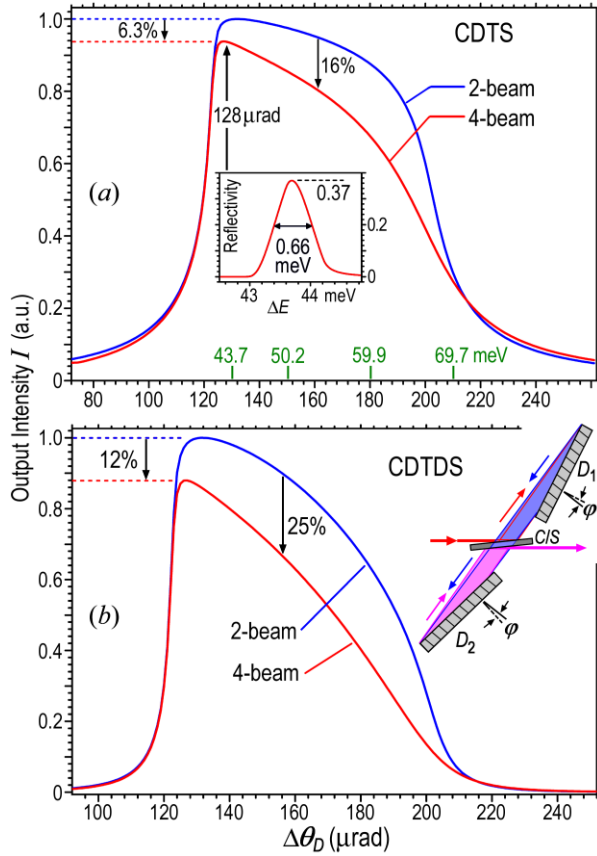 1.0
6.3%
CDTS
16%
2-beam
4-beam
0.8
128 μrad
0.6
(a)
Reflectivity
0.37
0.2
0.66
meV
0
43
44 meV
ΔE
0.4
0.2
43.7
50.2
59.9
69.7 meV
0
80
100
120
140
160
180
200
220
240
260
Output Intensity I (a.u.)
1.0
12%
CDTDS
25%
0.8
D1
φ
C/S
0.6
(b)
2-beam
4-beam
D2
φ
0.4
0.2
0
100
120
140
160
180
200
220
240
ΔθD (μrad)